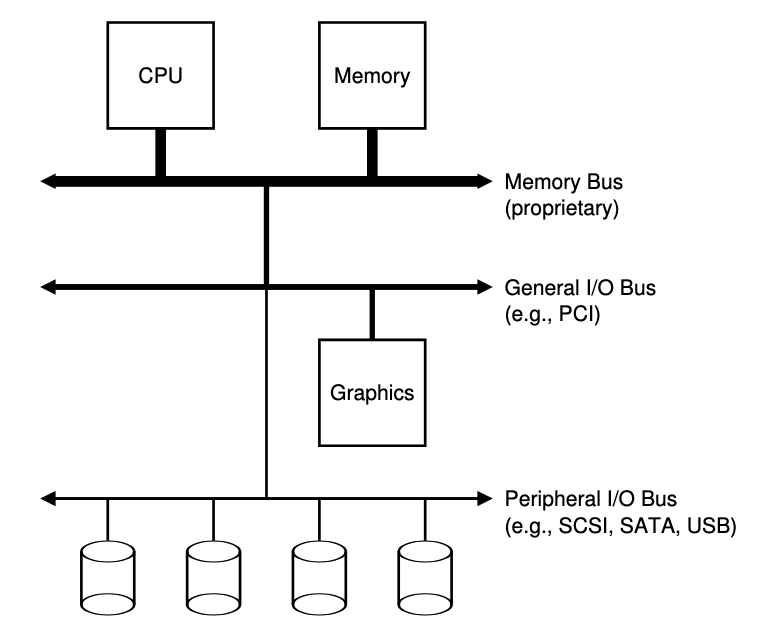 CPU
Memory
Memory Bus
(proprietary)
General I/O Bus
(e.g., PCI)
Graphics
Peripheral I/O Bus
(e.g., SCSI, SATA, USB)